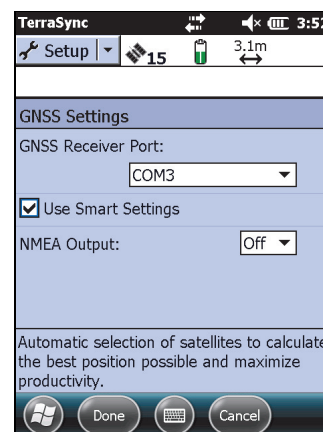 TerraSync 3:52
Setup 15 3.1m
GNSS Settings
GNSS Receiver Port:
COM3
Use Smart Settings
NMEA Output: Off
Automatic selection of satellites to calculate
the best position possible and maximize
productivity.
Done Cancel